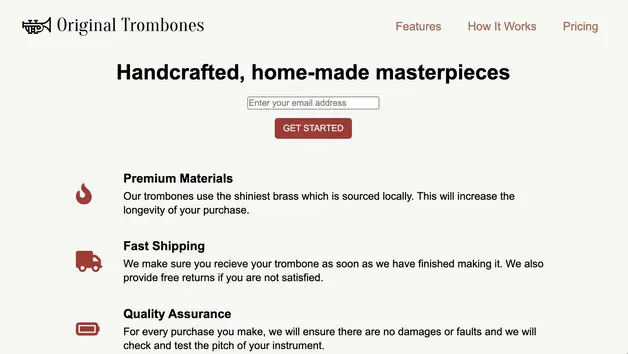 Original Trombones
Features
How It Works
Pricing
Handcrafted, home-made masterpieces
Enter your email address
GET STARTED
Premium Materials
Our trombones use the shiniest brass which is sourced locally. This will increase the
longevity of your purchase.
Fast Shipping
We make sure you recieve your trombone as soon as we have finished making it. We also
provide free returns if you are not satisfied.
Quality Assurance
For every purchase you make, we will ensure there are no damages or faults and we will
check and test the pitch of your instrument.